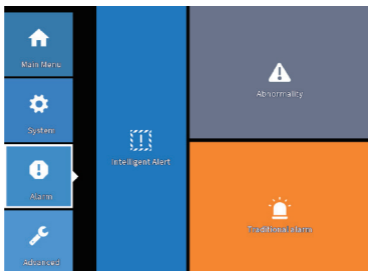 Main Menu
System
Alarm
Advanced
Intelligent Alert
Abnormality
Traditional Alarm